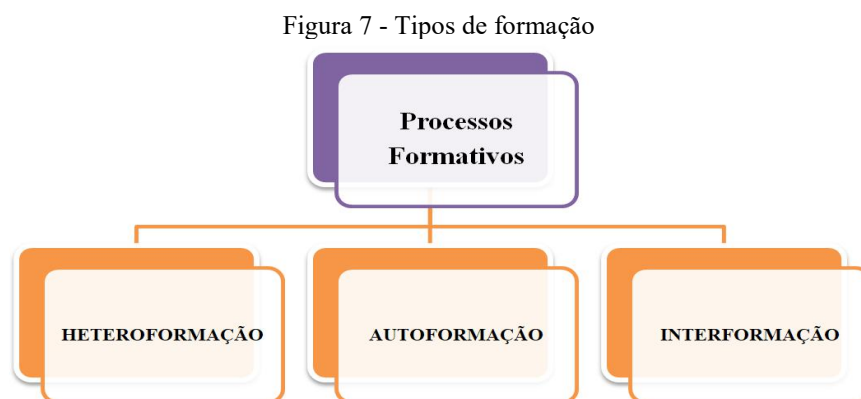 Figura 7 - Tipos de formação
Processos
Formativos
HETEROFORMAÇÃO
AUTOFORMAÇÃO
INTERFORMAÇÃO